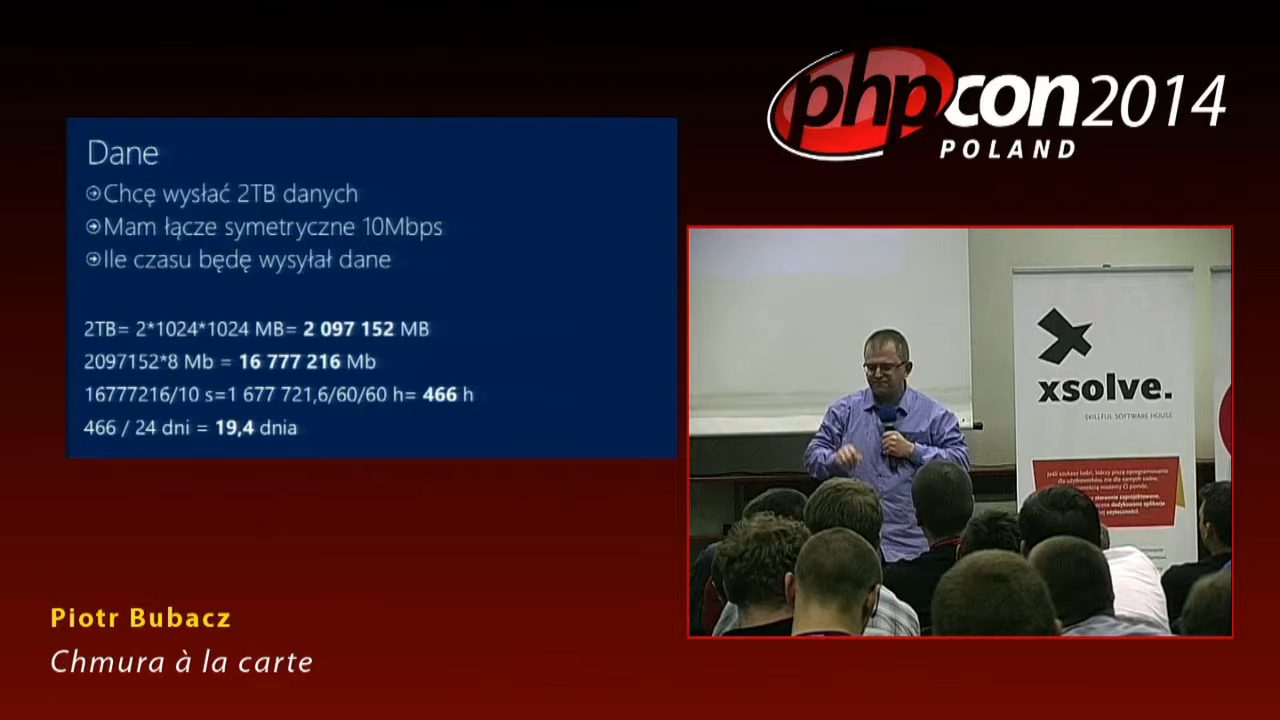 phpcon2014
POLAND
Dane
Chcę wysłać 2TB danych
Mam łącze symetryczne 10Mbps
Ile czasu będę wysyłał dane
2TB= 2*1024*1024 MB= 2 097 152 MB
2097152*8 Mb = 16 777 216 Mb
16777216/10 s=1 677 721,6/60/60 h= 466 h
466 / 24 dni = 19,4 dnia
xsolve.
SKILLFUL SOFTWARE HOUSE
Piotr Bubacz
Chmura à la carte